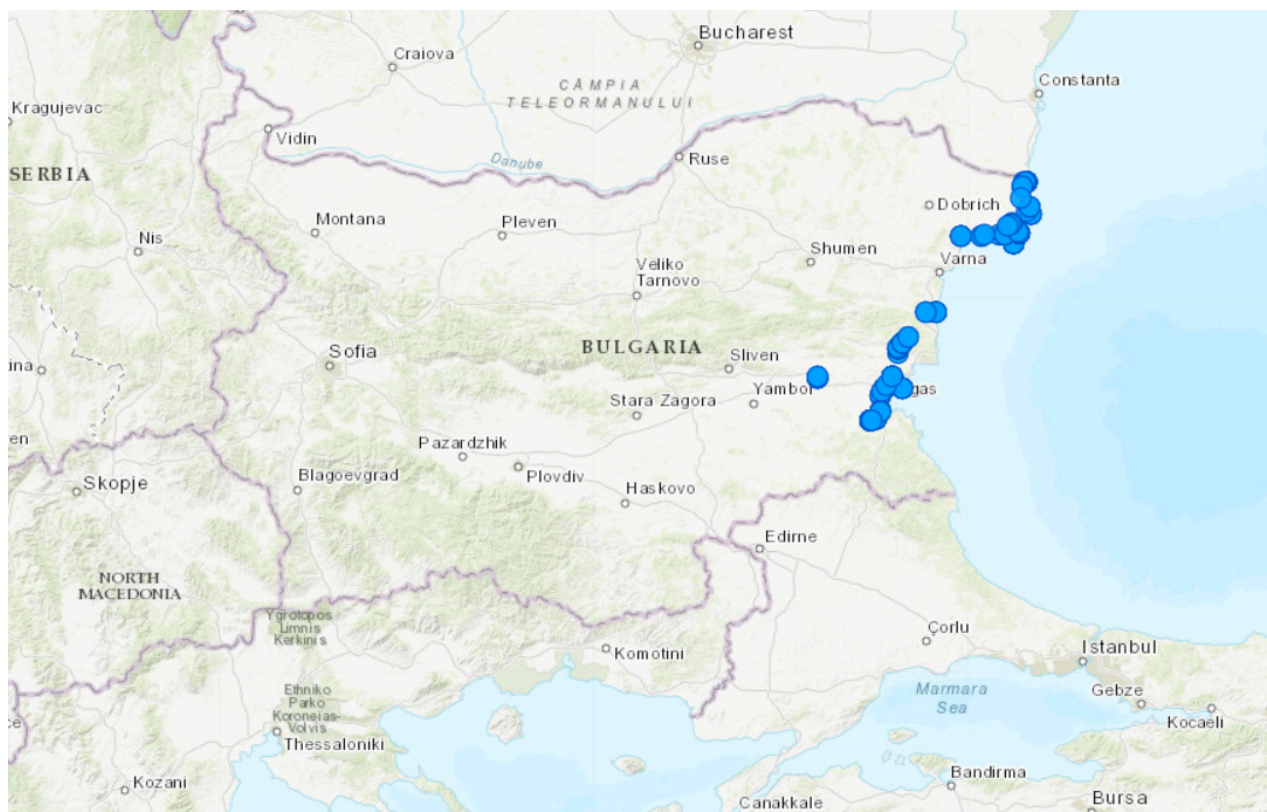 Bucharest
Craiova
CÂMPIA
TELEORMANULUI
Constanta
Kragujevac
Vidin
Danube
Ruse
SERBIA
Dobrich
Montana
Pleven
Nis
Shumen
Varna
Veliko
Tarnovo
Sofia
BULGARIA
Sliven
Yambol
gas
Stara Zagora
Pazardzhik
Plovdiv
Blagoevgrad
Skopje
Haskovo
Edirne
NORTH
MACEDONIA
Ygrotopos
Limnis
Kerkinis
Çorlu
Komotini
Istanbul
Ethniko
Parko
Koroneias-
Volvis
Marmara
Sea
Gebze
Kocaeli
Thessaloniki
Kozani
Bandirma
Canakkale
Bursa